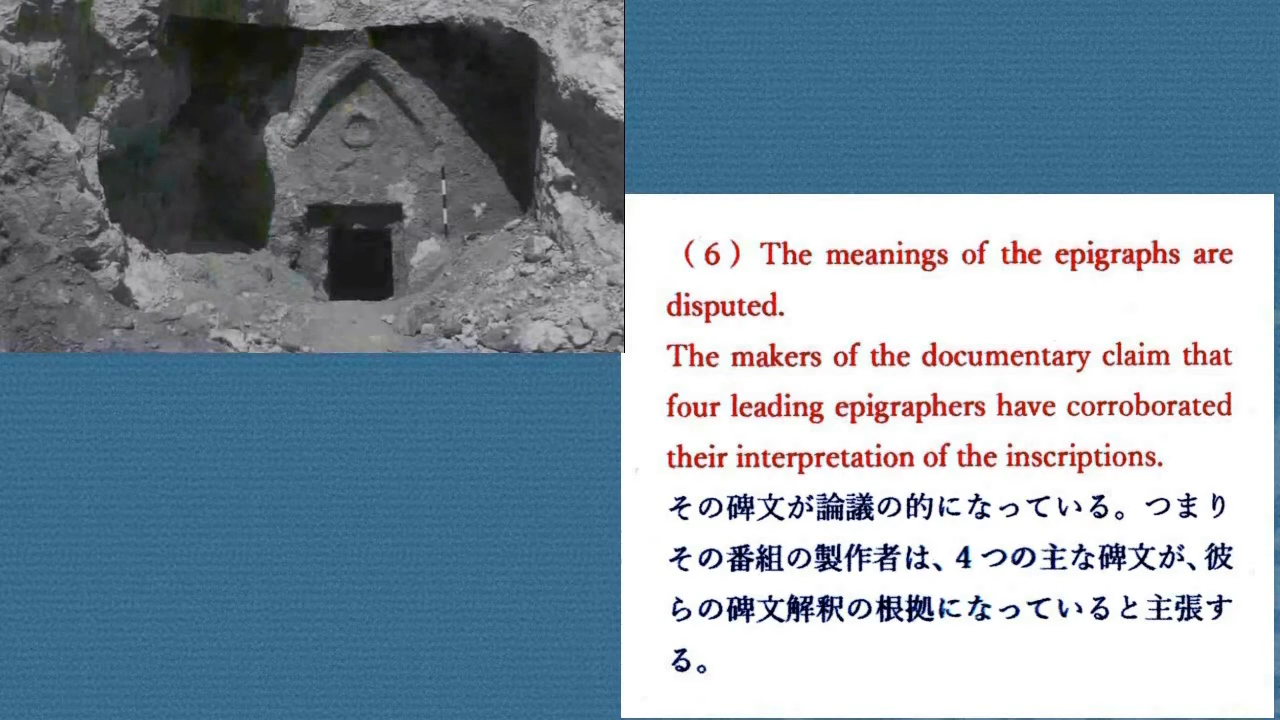 (6) The meanings of the epigraphs are
disputed.
The makers of the documentary claim that
four leading epigraphers have corroborated
their interpretation of the inscriptions.
その碑文が論議の的になっている。つまり
その番組の製作者は、4つの主な碑文が、彼
らの碑文解釈の根拠になっていると主張す
る。